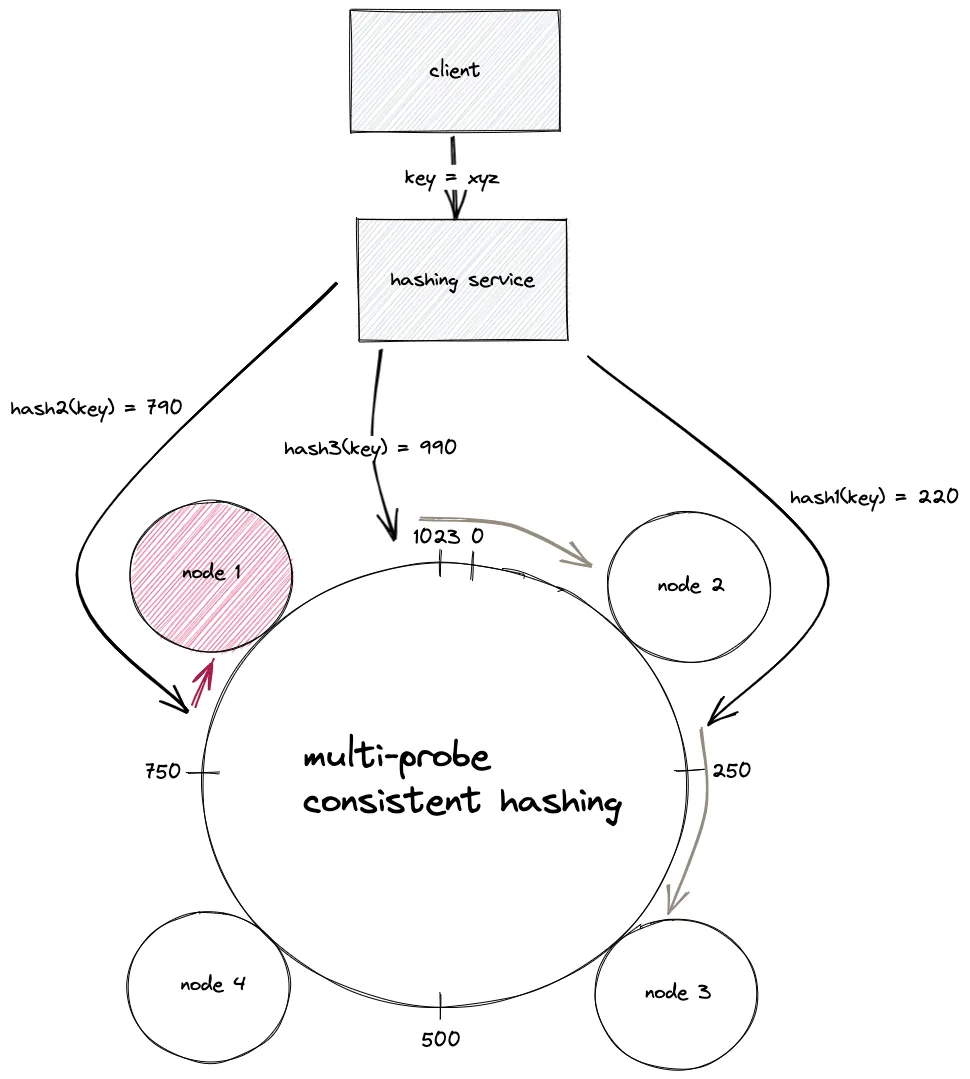 client
key = xyz
hashing service
hash2(key) = 790
hash3(key) = 990
hash1(key) = 220
1023 0
node 1
node 2
multi-probe
consistent hashing
750
250
node 4
node 3
500